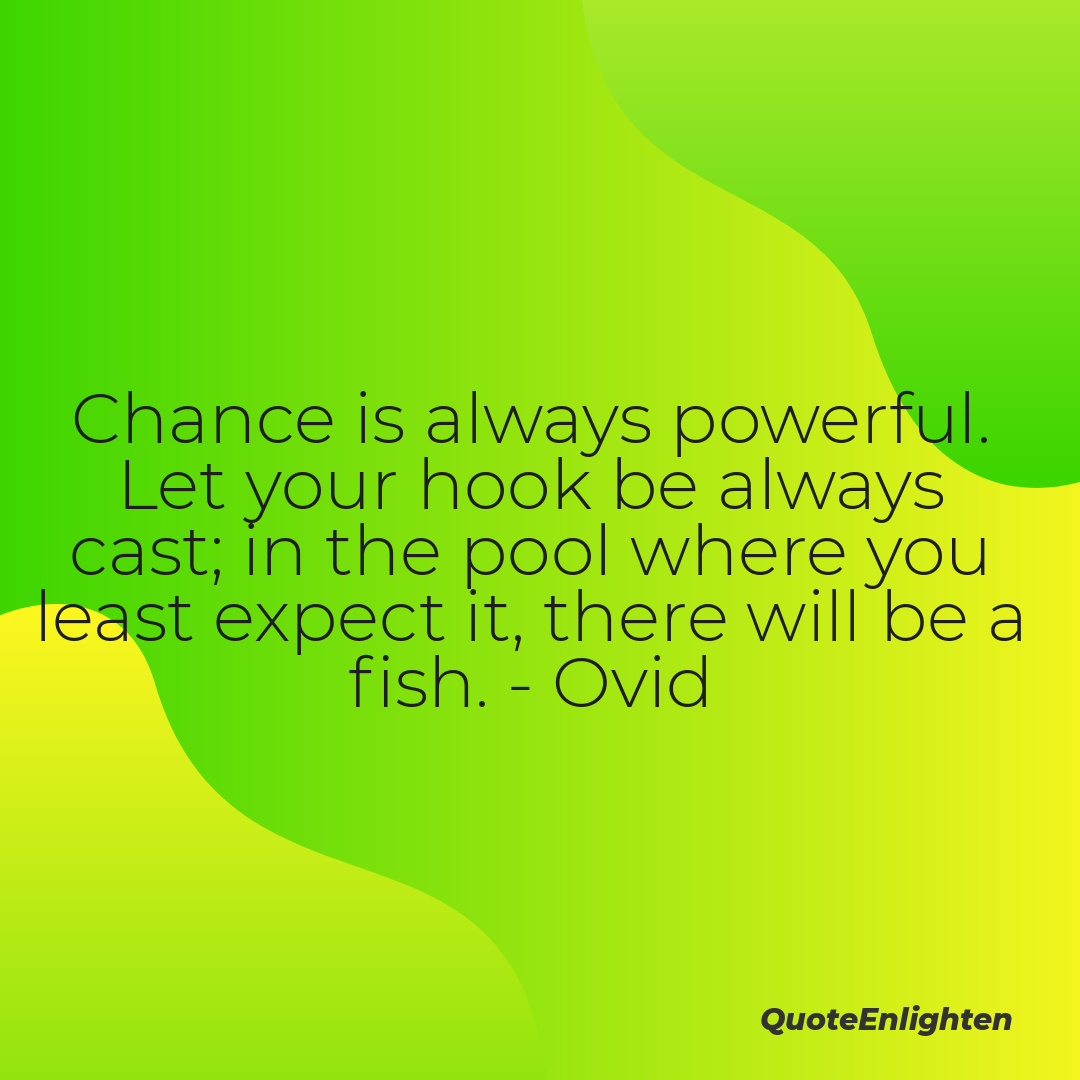 Chance is always powerful.
Let your hook be always
cast; in the pool where you
least expect it, there will be a
fish. - Ovid
QuoteEnlighten